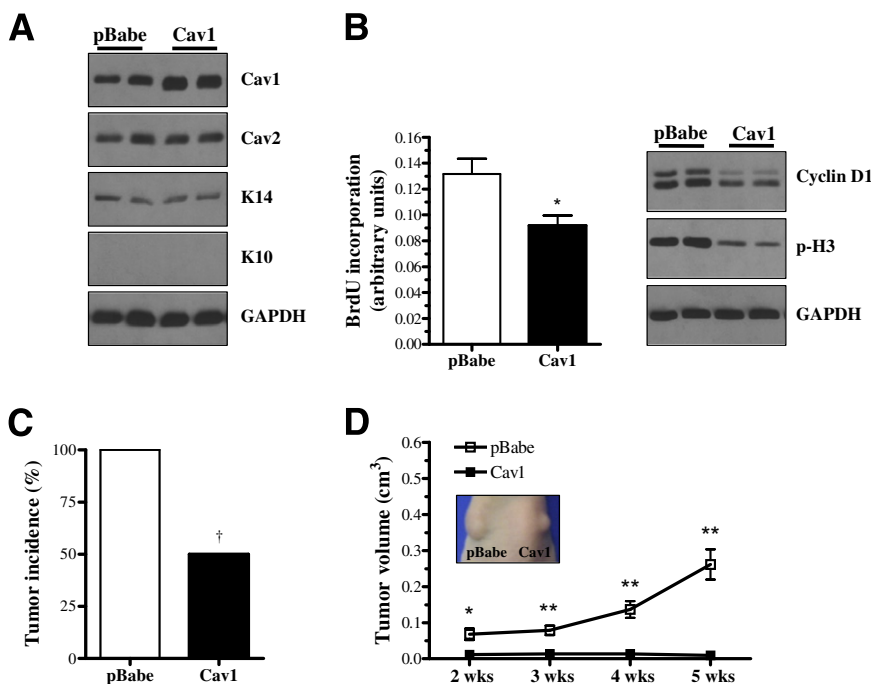 A
pBabe Cav1
Cav1
Cav2
K14
K10
GAPDH
B
BrdU incorporation
(arbitrary units)
0.16
0.14
0.12
0.10
0.08
0.06
0.04
0.02
0.00
*
pBabe Cav1
pBabe Cav1
Cyclin D1
p-H3
GAPDH
C
Tumor incidence (%)
100
75
50
25
0
†
pBabe Cav1
D
Tumor volume (cm³)
0.6
0.5
0.4
0.3
0.2
0.1
0.0
pBabe
Cav1
pBabe Cav1
* ** ** **
2 wks 3 wks 4 wks 5 wks